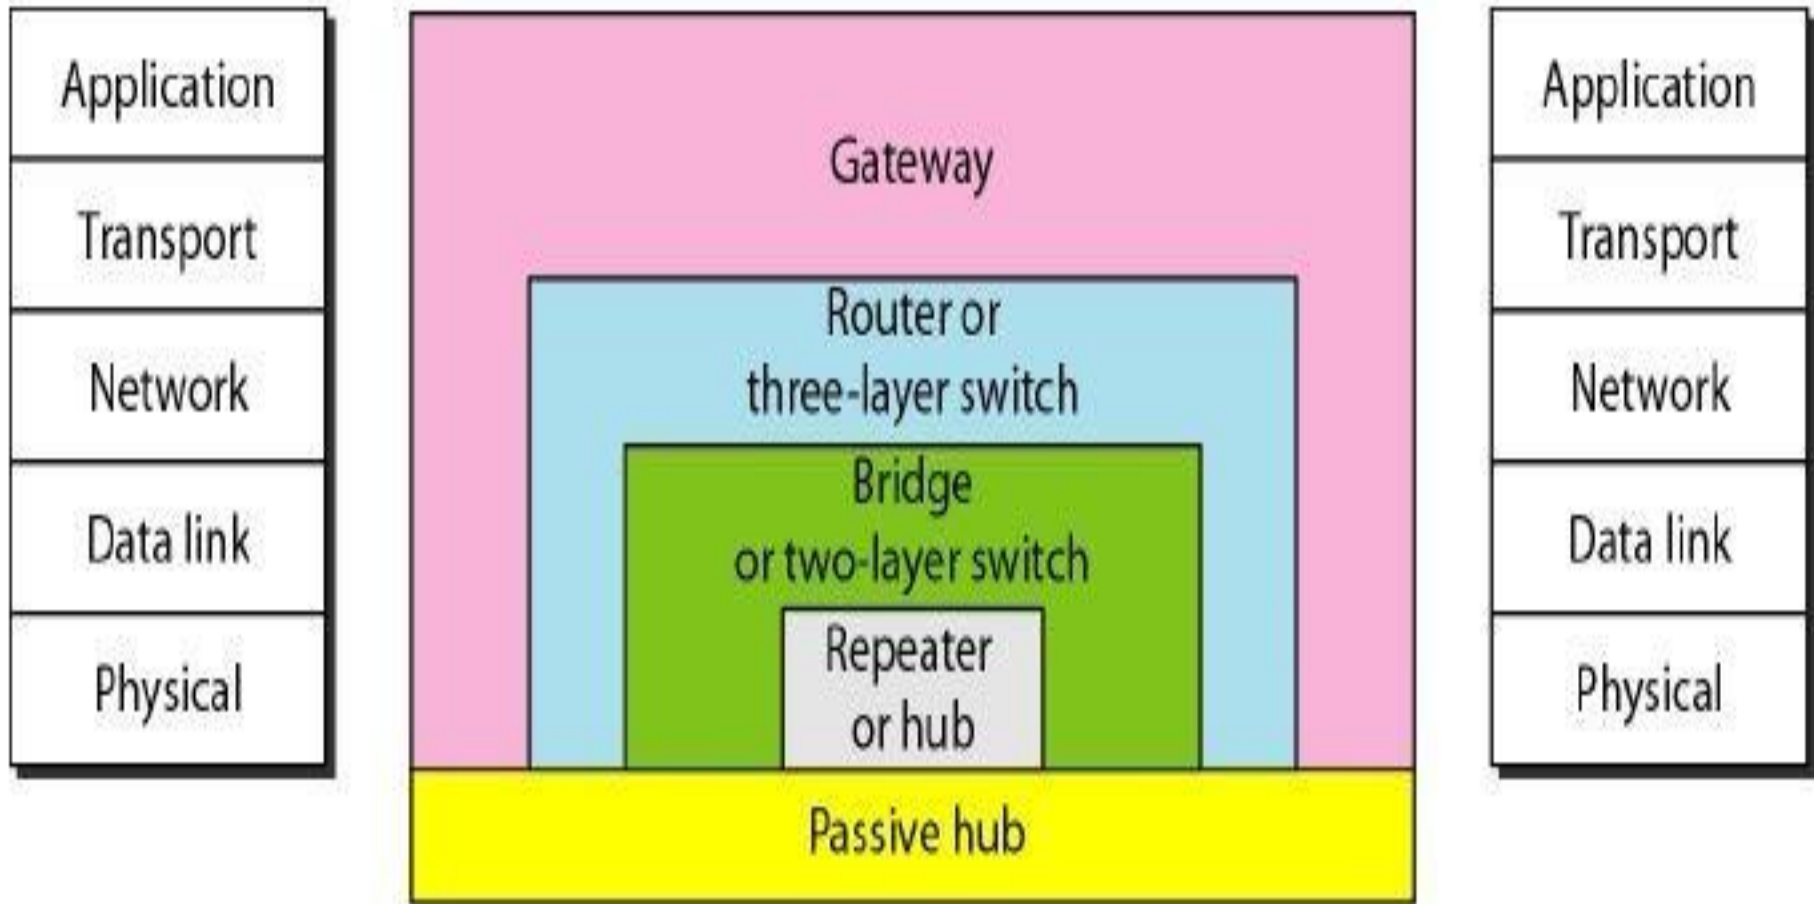 Application
Transport
Network
Data link
Physical
Gateway
Router or
three-layer switch
Bridge
or two-layer switch
Repeater
or hub
Passive hub
Application
Transport
Network
Data link
Physical